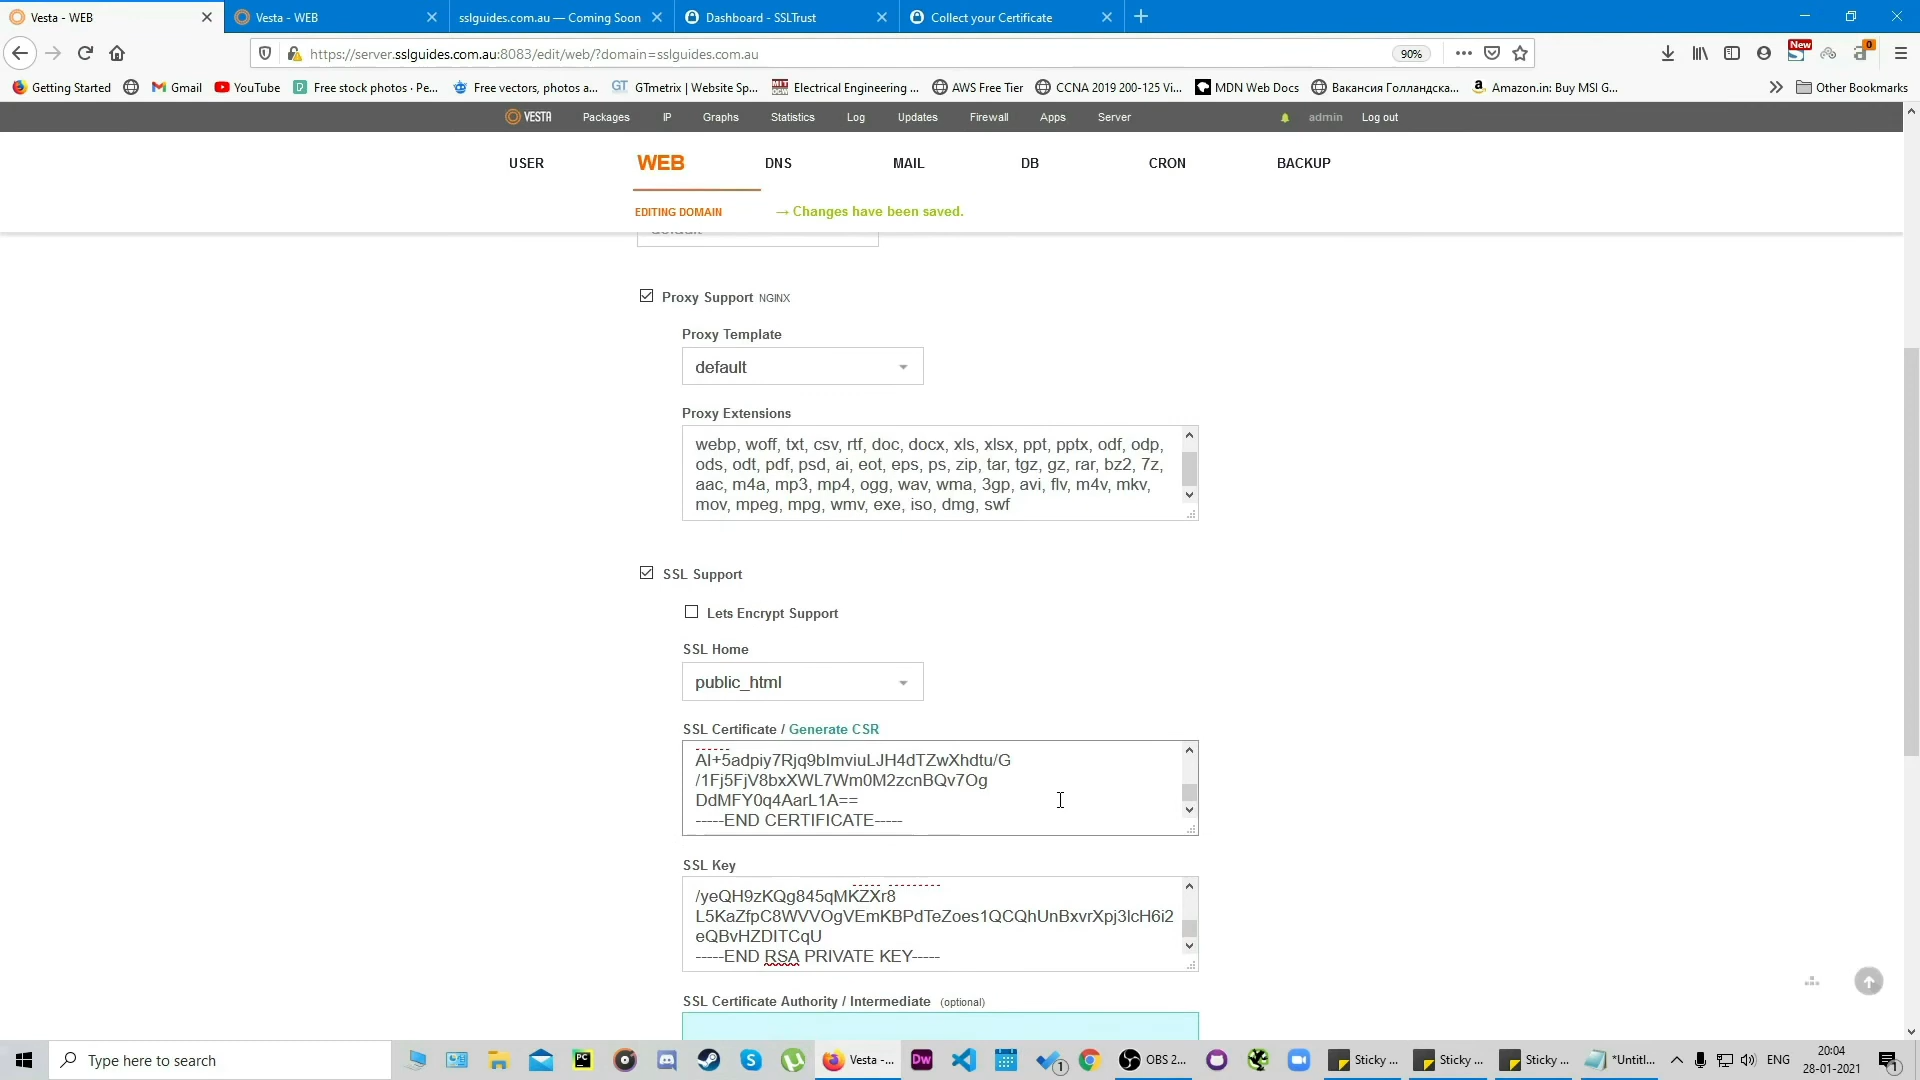 Vesta - WEB
Vesta - WEB
sslguides.com.au — Coming Soon
Dashboard - SSLTrust
Collect your Certificate
https://server.sslguides.com.au:8083/edit/web/?domain=sslguides.com.au
90%
New
0
Getting Started
Gmail
YouTube
Free stock photos · Pe...
Free vectors, photos a...
GT
GTmetrix | Website Sp...
MIT
Electrical Engineering ...
AWS Free Tier
CCNA 2019 200-125 Vi...
MDN Web Docs
Вакансия Голландска...
Amazon.in: Buy MSI G...
Other Bookmarks
VESTA
Packages
IP
Graphs
Statistics
Log
Updates
Firewall
Apps
Server
admin
Log out
USER
WEB
DNS
MAIL
DB
CRON
BACKUP
EDITING DOMAIN
→ Changes have been saved.
default
Proxy Support NGINX
Proxy Template
default
Proxy Extensions
webp, woff, txt, csv, rtf, doc, docx, xls, xlsx, ppt, pptx, odf, odp,
ods, odt, pdf, psd, ai, eot, eps, ps, zip, tar, tgz, gz, rar, bz2, 7z,
aac, m4a, mp3, mp4, ogg, wav, wma, 3gp, avi, flv, m4v, mkv,
mov, mpeg, mpg, wmv, exe, iso, dmg, swf
SSL Support
Lets Encrypt Support
SSL Home
public_html
SSL Certificate / Generate CSR
AI+5adpiy7Rjq9bImviuLJH4dTZwXhdtu/G
/1Fj5FjV8bxXWL7Wm0M2zcnBQv7Og
DdMFY0q4AarL1A==
-----END CERTIFICATE-----
SSL Key
/yeQH9zKQg845qMKZXr8
L5KaZfpC8WVVOgVEmKBPdTeZoes1QCQhUnBxvrXpj3lcH6i2
eQBvHZDITCqU
-----END RSA PRIVATE KEY-----
SSL Certificate Authority / Intermediate (optional)
Type here to search
PC
Vesta -...
Dw
1
OBS 2...
Sticky ...
Sticky ...
Sticky ...
*Untitl...
ENG
20:04
28-01-2021
1